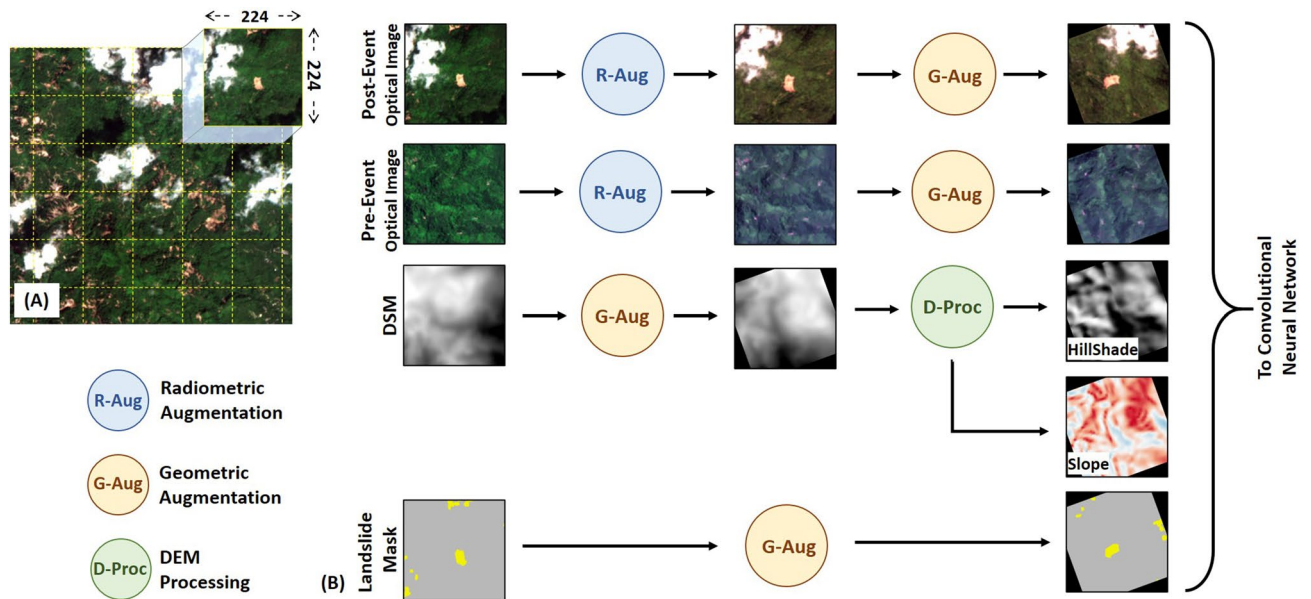 224
224
(A)
R-Aug
Radiometric
Augmentation
G-Aug
Geometric
Augmentation
D-Proc
DEM
Processing
(B)
Post-Event
Optical Image
R-Aug
G-Aug
Pre-Event
Optical Image
R-Aug
G-Aug
DSM
G-Aug
D-Proc
HillShade
Slope
Landslide
Mask
G-Aug
To Convolutional
Neural Network